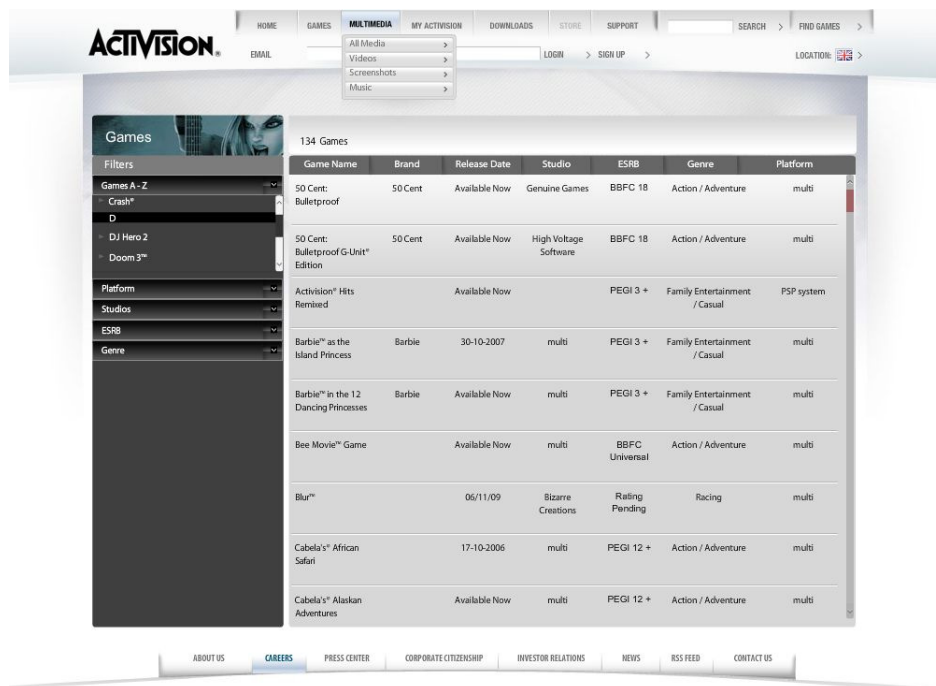 ACTIVISION.
HOME GAMES MULTIMEDIA MY ACTIVISION DOWNLOADS STORE SUPPORT SEARCH FIND GAMES
All Media
Videos
Screenshots
Music
EMAIL LOGIN SIGN UP LOCATION:
Games
134 Games
Filters
Games A - Z
Crash®
D
DJ Hero 2
Doom 3™
Platform
Studios
ESRB
Genre
Game Name Brand Release Date Studio ESRB Genre Platform
50 Cent: 50 Cent Available Now Genuine Games BBFC 18 Action / Adventure multi
Bulletproof
50 Cent: 50 Cent Available Now High Voltage BBFC 18 Action / Adventure multi
Bulletproof G-Unit® Software
Edition
Activision® Hits Available Now PEGI 3 + Family Entertainment PSP system
Remixed / Casual
Barbie™ as the Barbie 30-10-2007 multi PEGI 3 + Family Entertainment multi
Island Princess / Casual
Barbie™ in the 12 Barbie Available Now multi PEGI 3 + Family Entertainment multi
Dancing Princesses / Casual
Bee Movie™ Game Available Now multi BBFC Action / Adventure multi
Universal
Blur™ 06/11/09 Bizarre Rating Racing multi
Creations Pending
Cabela's® African 17-10-2006 multi PEGI 12 + Action / Adventure multi
Safari
Cabela's® Alaskan Available Now multi PEGI 12 + Action / Adventure multi
Adventures
ABOUT US CAREERS PRESS CENTER CORPORATE CITIZENSHIP INVESTOR RELATIONS NEWS RSS FEED CONTACT US